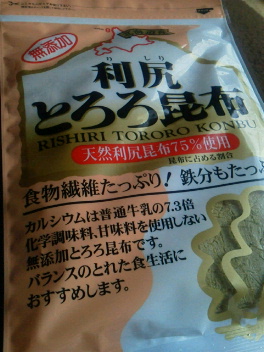 無添加
北海道産
りしり
利尻
とろろ昆布
RISHIRI TORORO KONBU
天然利尻昆布75%使用
昆布に占める割合
食物繊維たっぷり!鉄分もたっ
カルシウムは普通牛乳の7.3倍
化学調味料、甘味料を使用しない
無添加とろろ昆布です。
バランスのとれた食生活に
おすすめします。